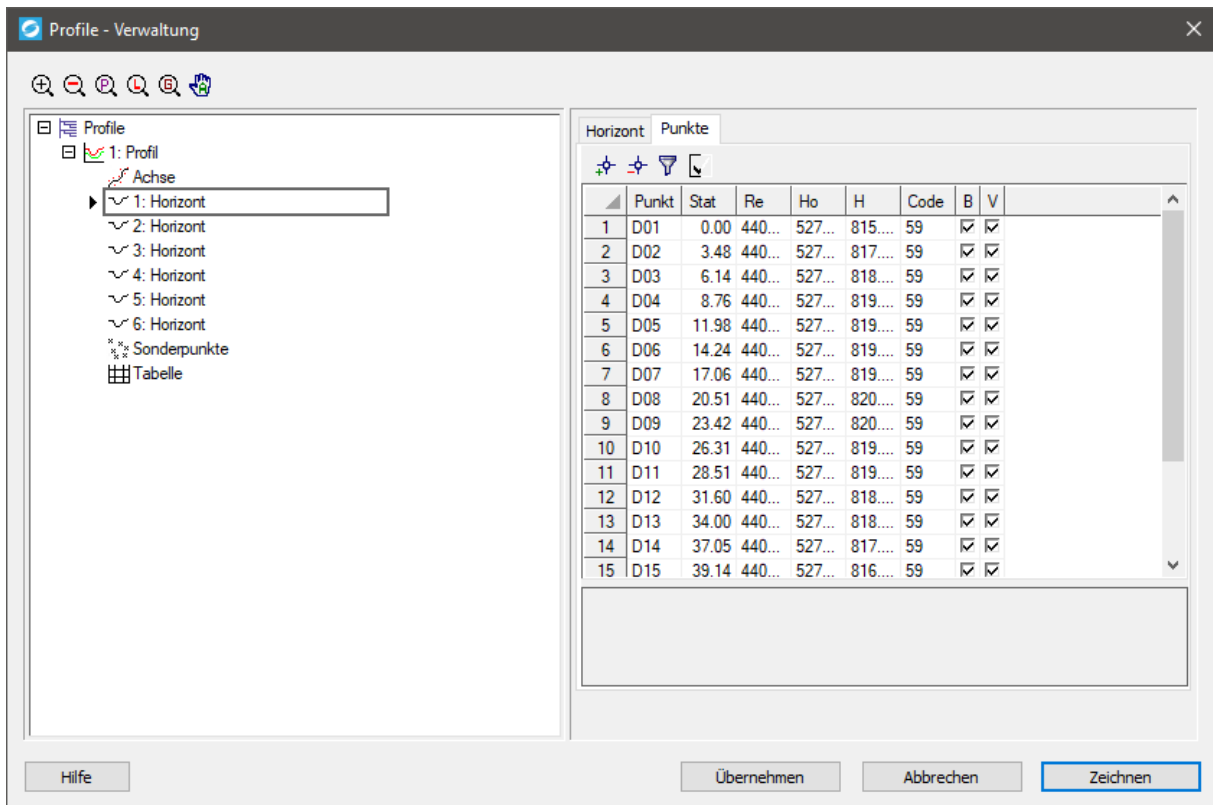 Profile - Verwaltung
Profile
1: Profil
Achse
1: Horizont
2: Horizont
3: Horizont
4: Horizont
5: Horizont
6: Horizont
Sonderpunkte
Tabelle
Horizont Punkte
Punkt Stat Re Ho H Code B V
1 D01 0.00 440... 527... 815.... 59
2 D02 3.48 440... 527... 817.... 59
3 D03 6.14 440... 527... 818.... 59
4 D04 8.76 440... 527... 819.... 59
5 D05 11.98 440... 527... 819.... 59
6 D06 14.24 440... 527... 819.... 59
7 D07 17.06 440... 527... 819.... 59
8 D08 20.51 440... 527... 820.... 59
9 D09 23.42 440... 527... 820.... 59
10 D10 26.31 440... 527... 819.... 59
11 D11 28.51 440... 527... 819.... 59
12 D12 31.60 440... 527... 818.... 59
13 D13 34.00 440... 527... 818.... 59
14 D14 37.05 440... 527... 817.... 59
15 D15 39.14 440... 527... 816.... 59
Hilfe Übernehmen Abbrechen Zeichnen